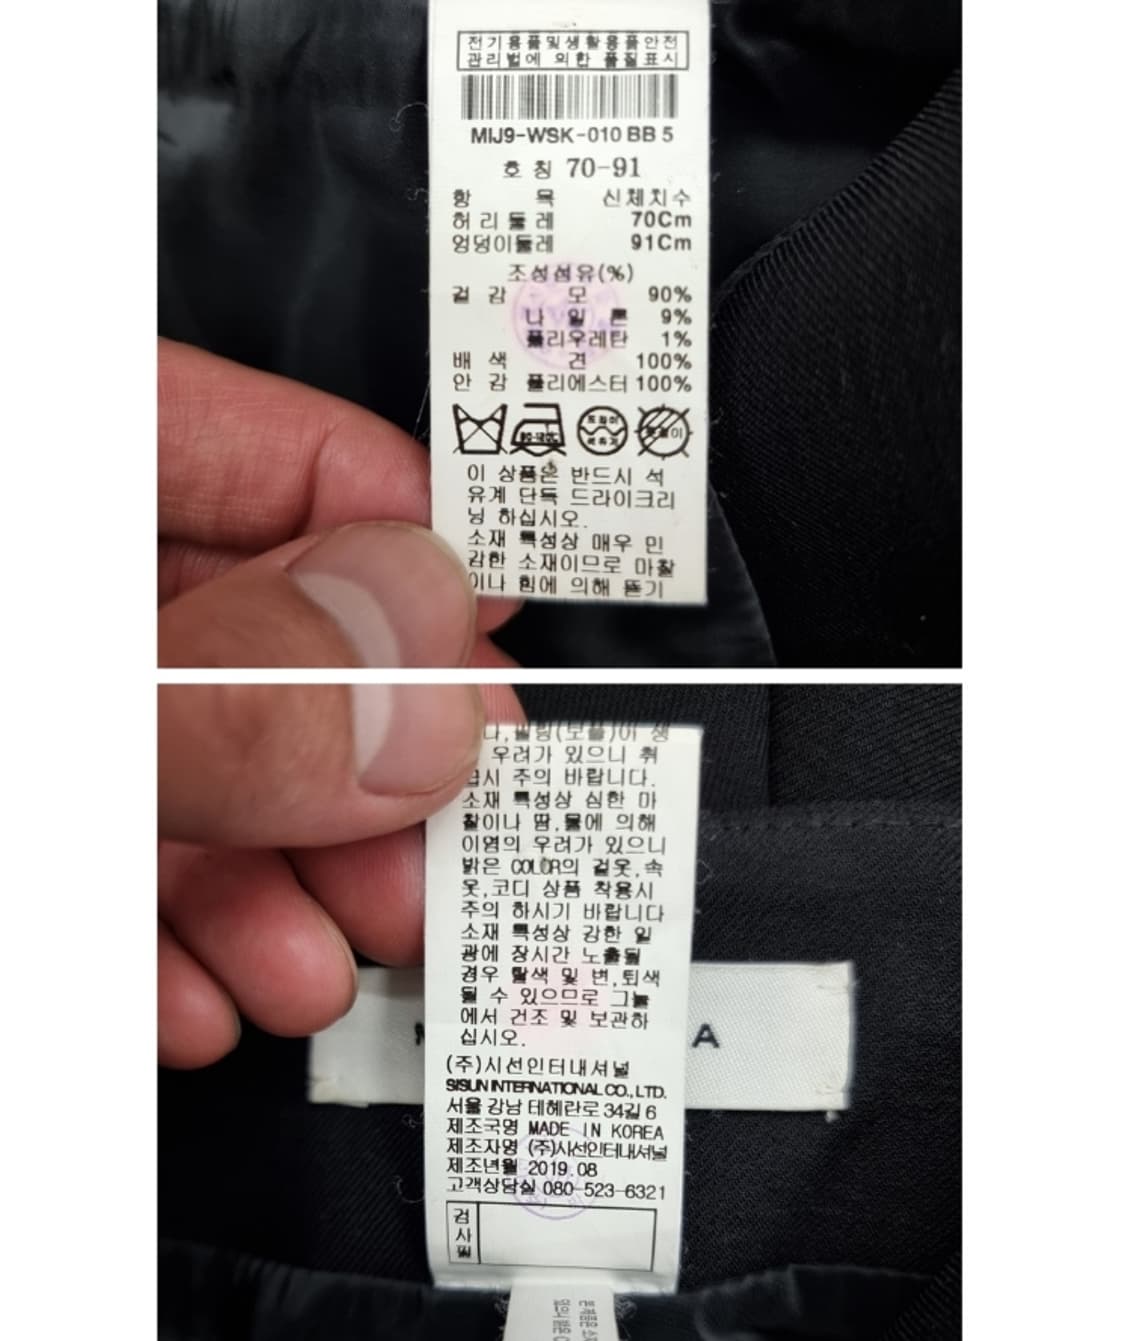 전기용품및생활용품안전
관리법에 의한 품질표시
MIJ9-WSK-010 BB 5
호 칭 70-91
항 목 신체치수
허리둘레 70Cm
엉덩이둘레 91Cm
조성섬유(%)
겉 감 모 90%
나 일 론 9%
폴리우레탄 1%
배 색 견 100%
안 감 폴리에스터 100%
80-120℃
드라이
석유계
이 상품은 반드시 석
유계 단독 드라이크리
닝 하십시오.
소재 특성상 매우 민
감한 소재이므로 마찰
이나 힘에 의해 뜯기
나,필링(보풀)이 생
우려가 있으니 취
급시 주의 바랍니다.
소재 특성상 심한 마
찰이나 땀,물에 의해
이염의 우려가 있으니
밝은 COLOR의 겉옷,속
옷,코디 상품 착용시
주의 하시기 바랍니다
소재 특성상 강한 일
광에 장시간 노출될
경우 탈색 및 변,퇴색
될 수 있으므로 그늘
에서 건조 및 보관하
십시오.
(주)시선인터내셔널
SISUN INTERNATIONAL CO., LTD.
서울 강남 테헤란로 34길 6
제조국명 MADE IN KOREA
제조자명 (주)시선인터내셔널
제조년월 2019.08
고객상담실 080-523-6321
검사필